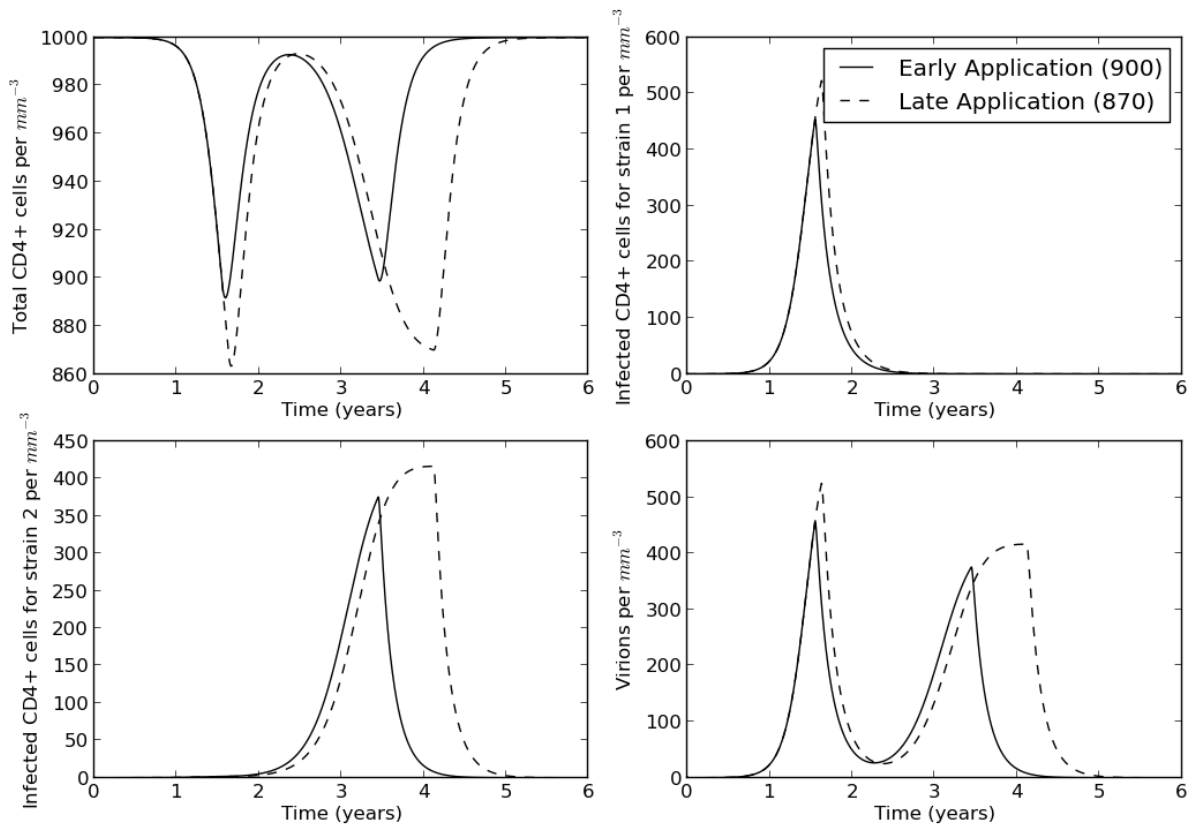 1000
980
960
940
920
900
880
860
Total CD4+ cells per mm⁻³
0 1 2 3 4 5 6
Time (years)
600
500
400
300
200
100
0
Infected CD4+ cells for strain 1 per mm⁻³
Early Application (900)
Late Application (870)
0 1 2 3 4 5 6
Time (years)
450
400
350
300
250
200
150
100
50
0
Infected CD4+ cells for strain 2 per mm⁻³
0 1 2 3 4 5 6
Time (years)
600
500
400
300
200
100
0
Virions per mm⁻³
0 1 2 3 4 5 6
Time (years)